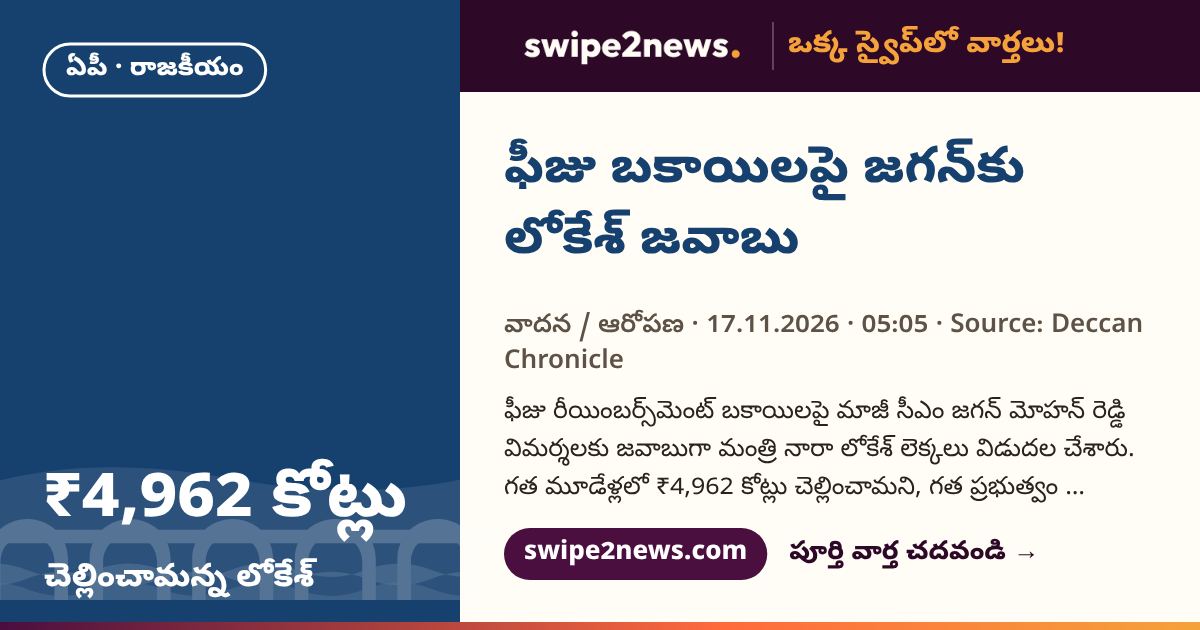 ఏపీ · రాజకీయం
swipe2news.
ఒక్క స్వైప్‌లో వార్తలు!
ఫీజు బకాయిలపై జగన్‌కు
లోకేశ్ జవాబు
వాదన / ఆరోపణ · 17.11.2026 · 05:05 · Source: Deccan
Chronicle
ఫీజు రీయింబర్స్‌మెంట్ బకాయిలపై మాజీ సీఎం జగన్ మోహన్ రెడ్డి
విమర్శలకు జవాబుగా మంత్రి నారా లోకేశ్ లెక్కలు విడుదల చేశారు.
గత మూడేళ్లలో ₹4,962 కోట్లు చెల్లించామని, గత ప్రభుత్వం ...
₹4,962 కోట్లు
చెల్లించామన్న లోకేశ్
swipe2news.com
పూర్తి వార్త చదవండి →